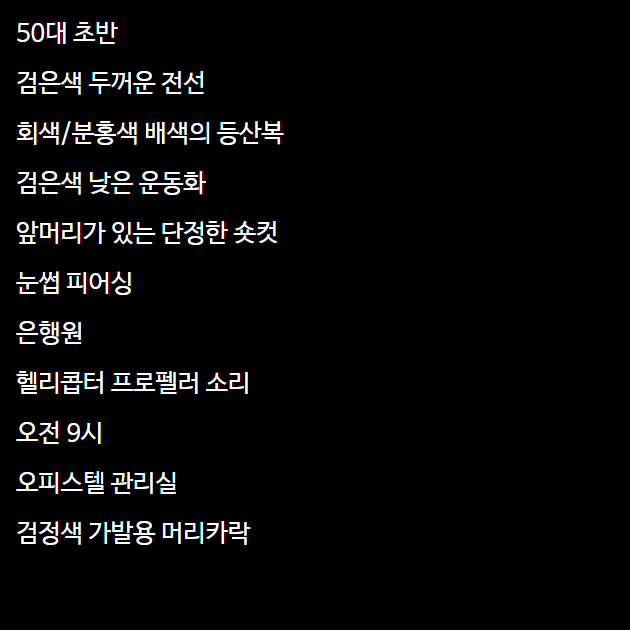 50대 초반
검은색 두꺼운 전선
회색/분홍색 배색의 등산복
검은색 낮은 운동화
앞머리가 있는 단정한 숏컷
눈썹 피어싱
은행원
헬리콥터 프로펠러 소리
오전 9시
오피스텔 관리실
검정색 가발용 머리카락